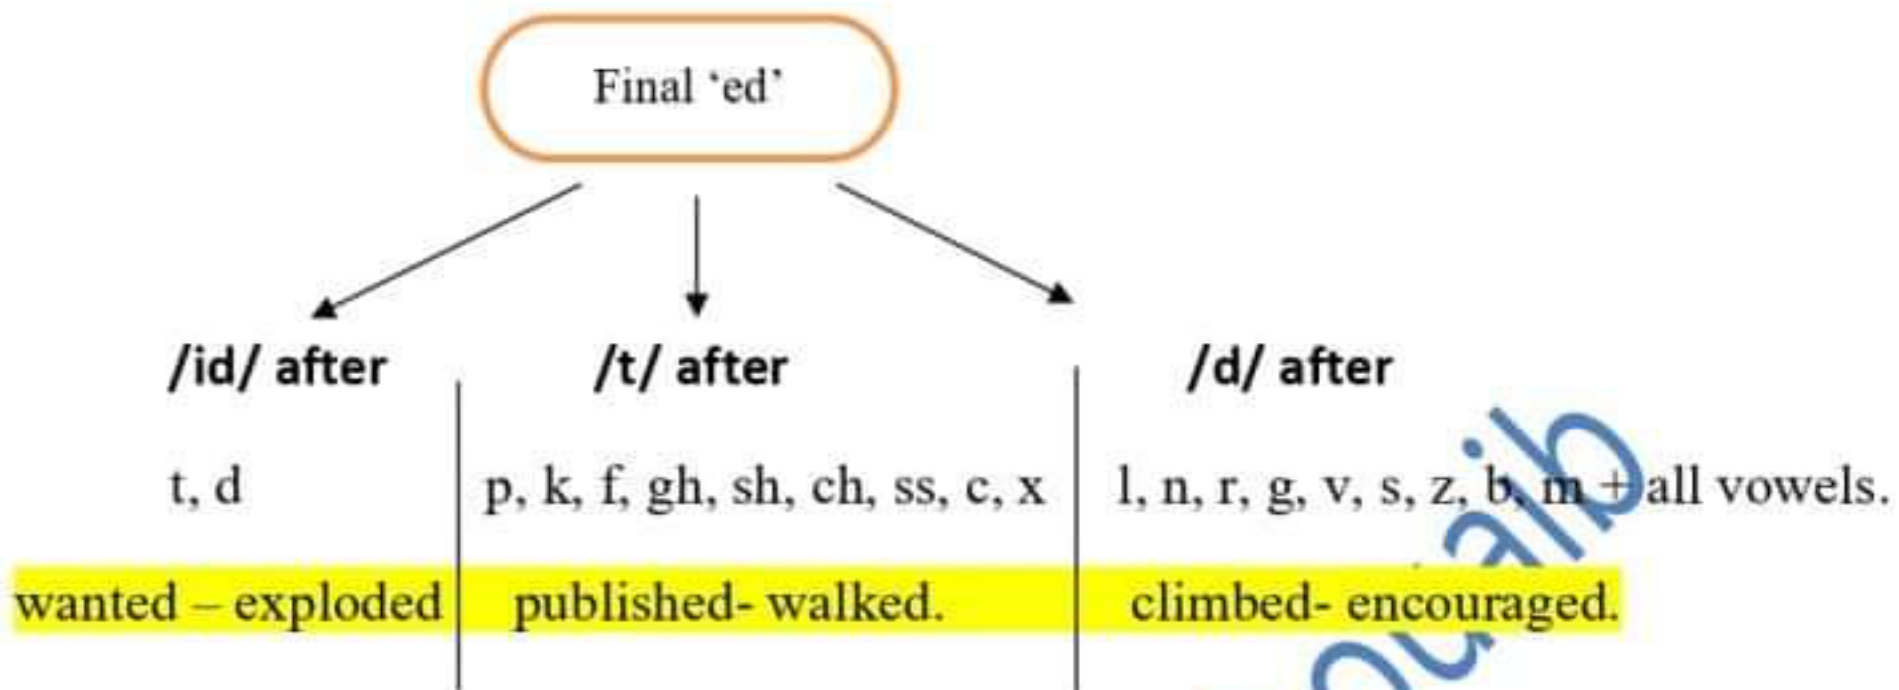 Final ‘ed’
/id/ after
/t/ after
/d/ after
t, d
p, k, f, gh, sh, ch, ss, c, x
l, n, r, g, v, s, z, b, m + all vowels.
wanted – exploded
published- walked.
climbed- encouraged.